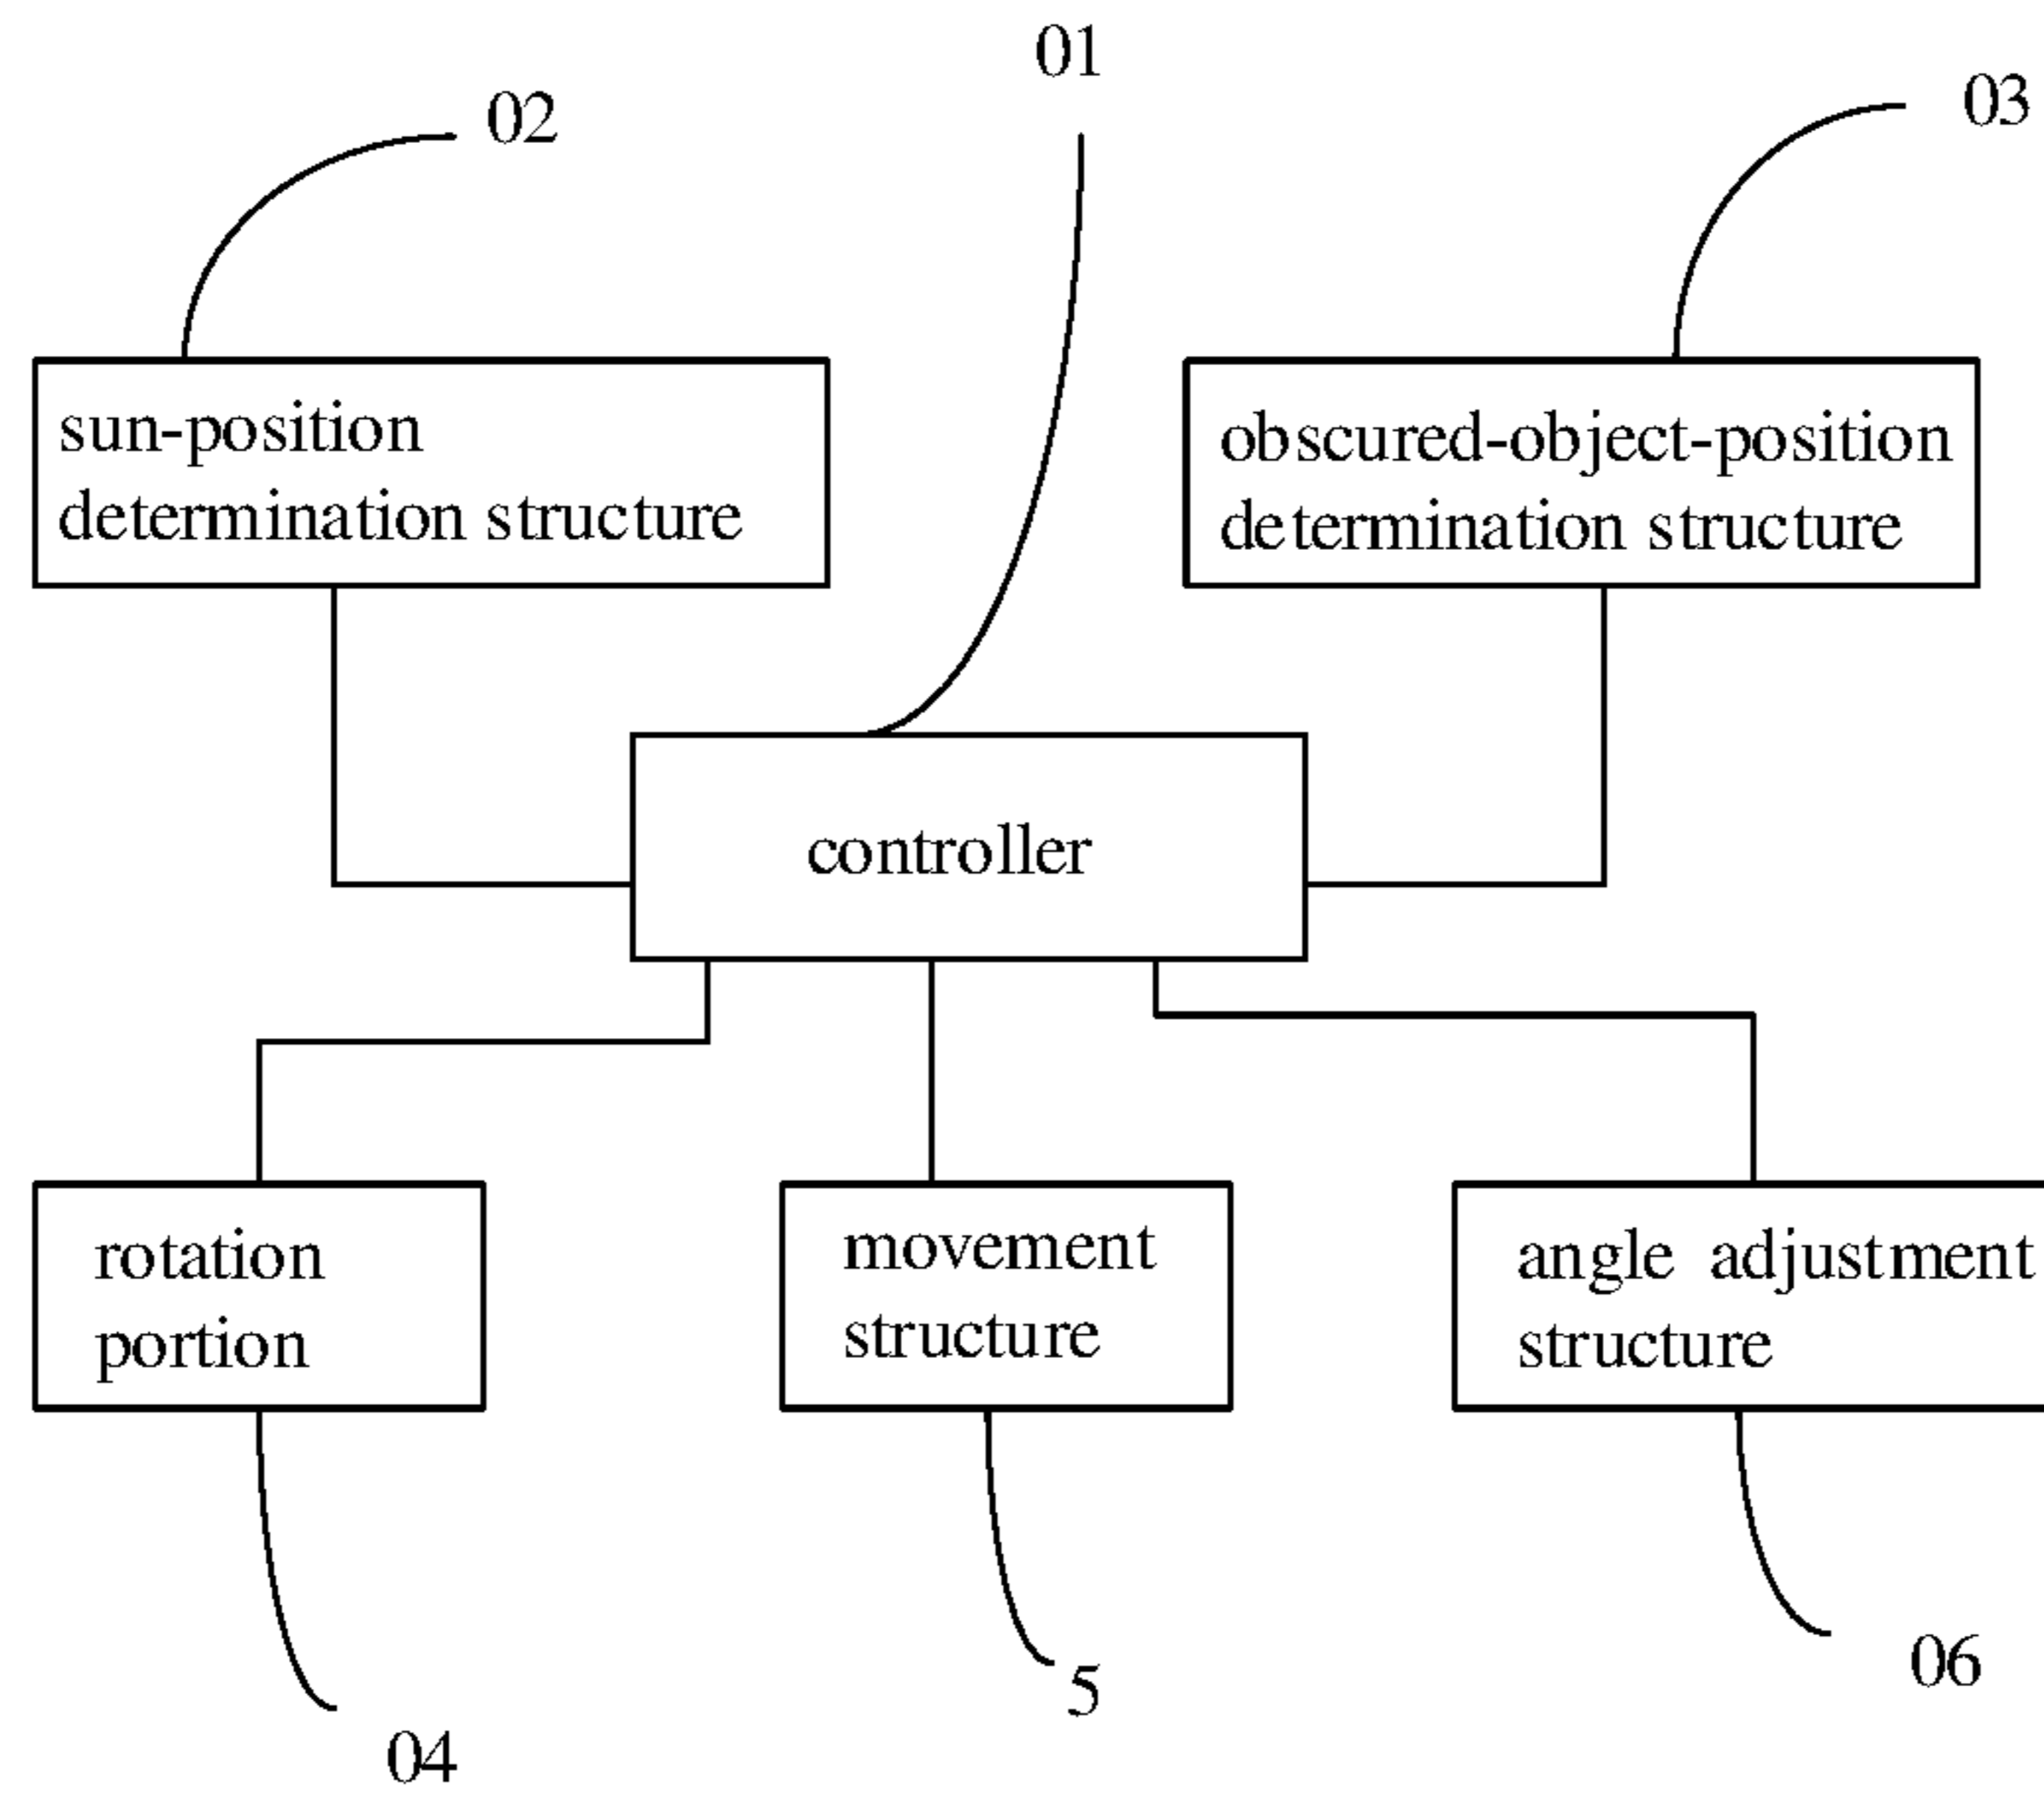 01
02
03
sun-position
determination structure
obscured-object-position
determination structure
controller
rotation
portion
movement
structure
angle adjustment
structure
04
5
06